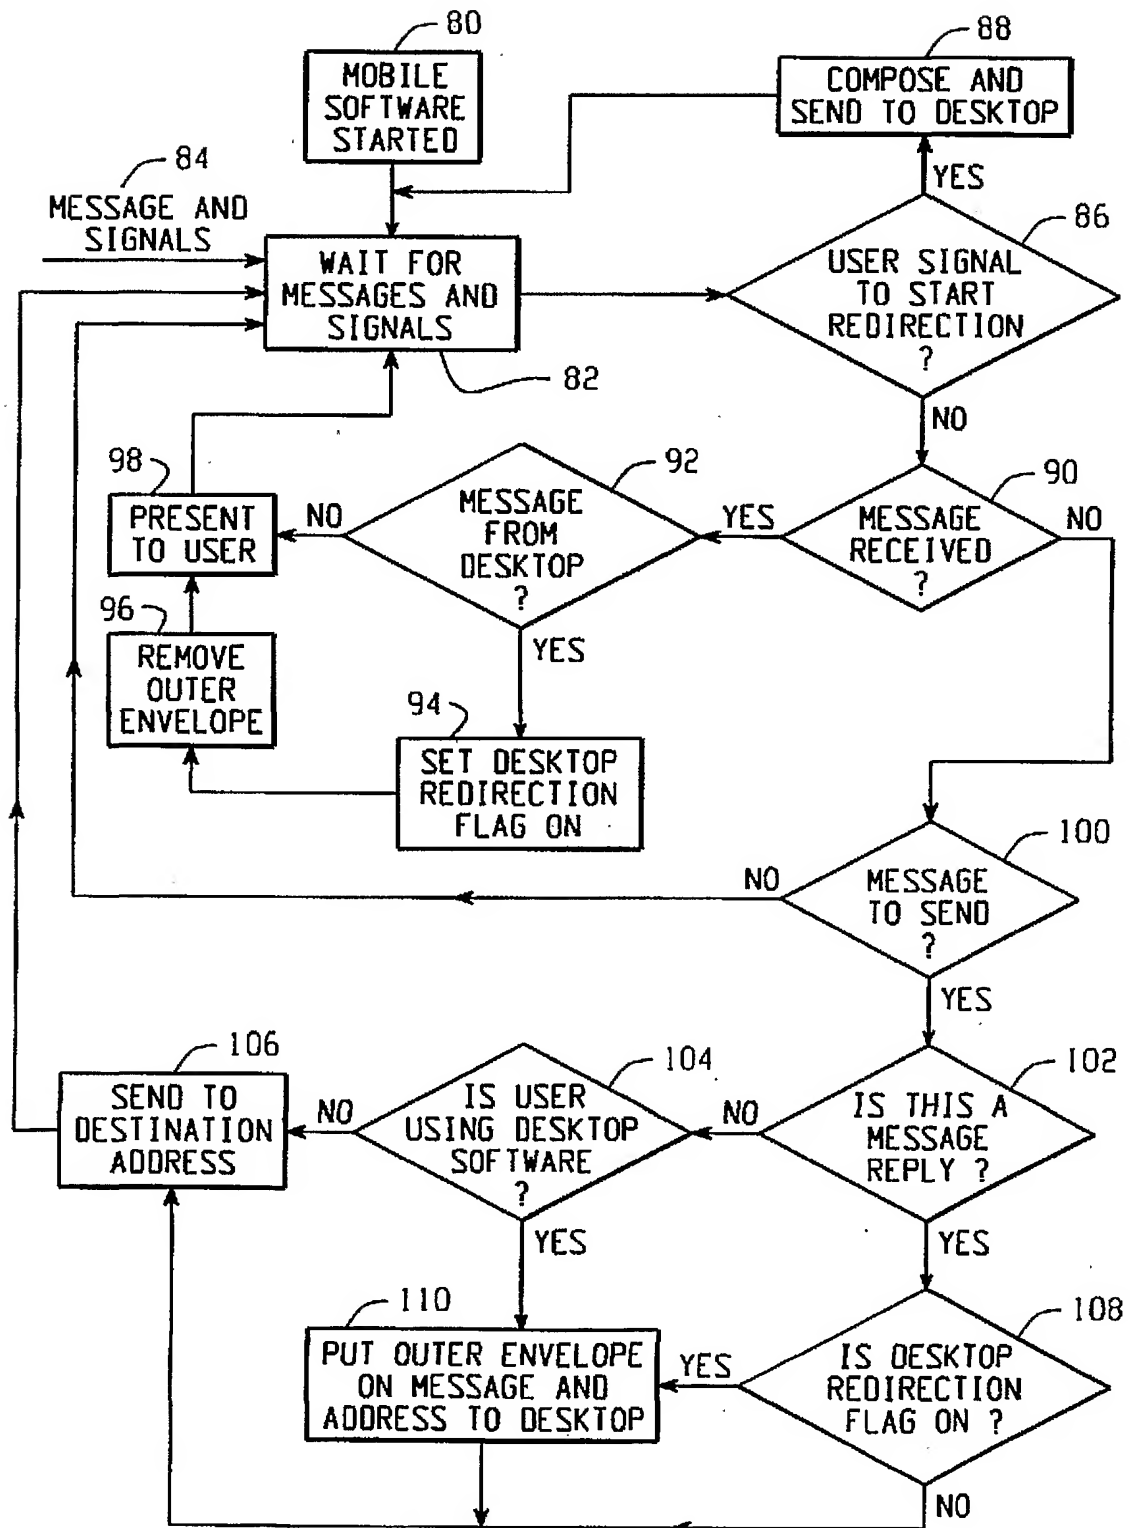 80
MOBILE
SOFTWARE
STARTED
88
COMPOSE AND
SEND TO DESKTOP
YES
84
MESSAGE AND
SIGNALS
WAIT FOR
MESSAGES AND
SIGNALS
82
86
USER SIGNAL
TO START
REDIRECTION
?
NO
98
PRESENT
TO USER
NO
92
MESSAGE
FROM
DESKTOP
?
YES
90
MESSAGE
RECEIVED
?
NO
96
REMOVE
OUTER
ENVELOPE
YES
94
SET DESKTOP
REDIRECTION
FLAG ON
100
NO
MESSAGE
TO SEND
?
YES
106
SEND TO
DESTINATION
ADDRESS
NO
104
IS USER
USING DESKTOP
SOFTWARE
?
NO
102
IS THIS A
MESSAGE
REPLY ?
YES
YES
110
PUT OUTER ENVELOPE
ON MESSAGE AND
ADDRESS TO DESKTOP
YES
108
IS DESKTOP
REDIRECTION
FLAG ON ?
NO